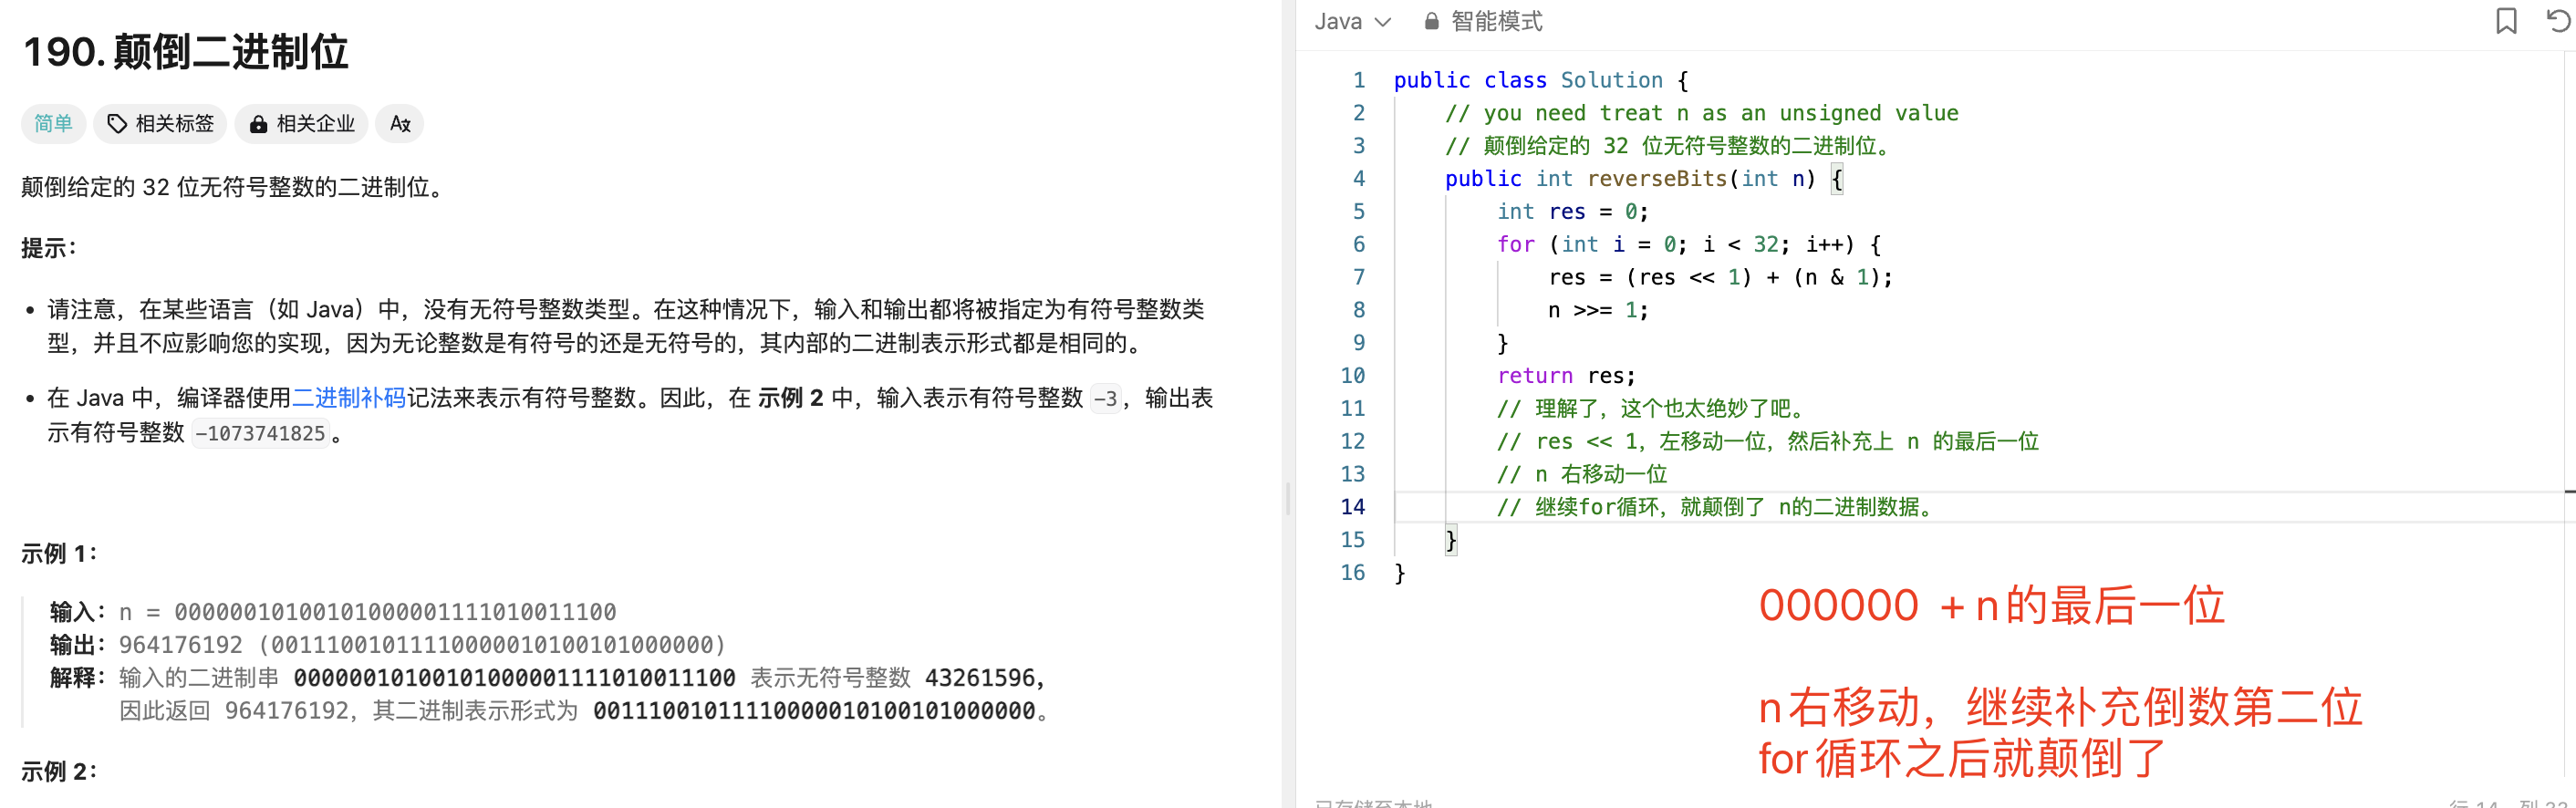 190. 颠倒二进制位
简单
相关标签
相关企业
颠倒给定的 32 位无符号整数的二进制位。
提示：
• 请注意，在某些语言（如 Java）中，没有无符号整数类型。在这种情况下，输入和输出都将被指定为有符号整数类
型，并且不应影响您的实现，因为无论整数是有符号的还是无符号的，其内部的二进制表示形式都是相同的。
• 在 Java 中，编译器使用二进制补码记法来表示有符号整数。因此，在 示例 2 中，输入表示有符号整数 -3，输出表
示有符号整数 -1073741825。
示例 1：
输入：n = 00000010100101000001111010011100
输出：964176192 (00111001011110000010100101000000)
解释：输入的二进制串 00000010100101000001111010011100 表示无符号整数 43261596，
因此返回 964176192，其二进制表示形式为 00111001011110000010100101000000。
示例 2：
Java
智能模式
1 public class Solution {
2 // you need treat n as an unsigned value
3 // 颠倒给定的 32 位无符号整数的二进制位。
4 public int reverseBits(int n) {
5 int res = 0;
6 for (int i = 0; i < 32; i++) {
7 res = (res << 1) + (n & 1);
8 n >>= 1;
9 }
10 return res;
11 // 理解了，这个也太绝妙了吧。
12 // res << 1，左移动一位，然后补充上 n 的最后一位
13 // n 右移动一位
14 // 继续for循环，就颠倒了 n的二进制数据。
15 }
16 }
000000 +n的最后一位
n右移动，继续补充倒数第二位
for循环之后就颠倒了
已存储至本地